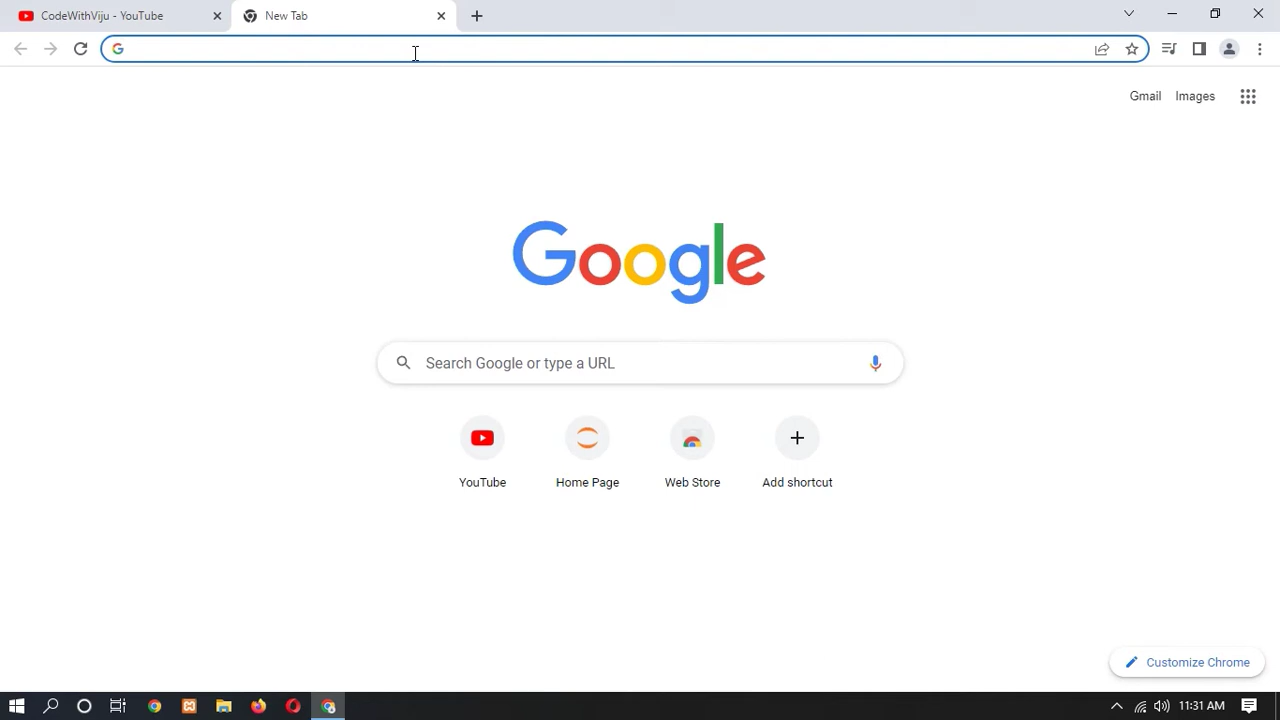 CodeWithViju - YouTube
New Tab
Gmail
Images
Google
Search Google or type a URL
YouTube
Home Page
Web Store
Add shortcut
Customize Chrome
11:31 AM